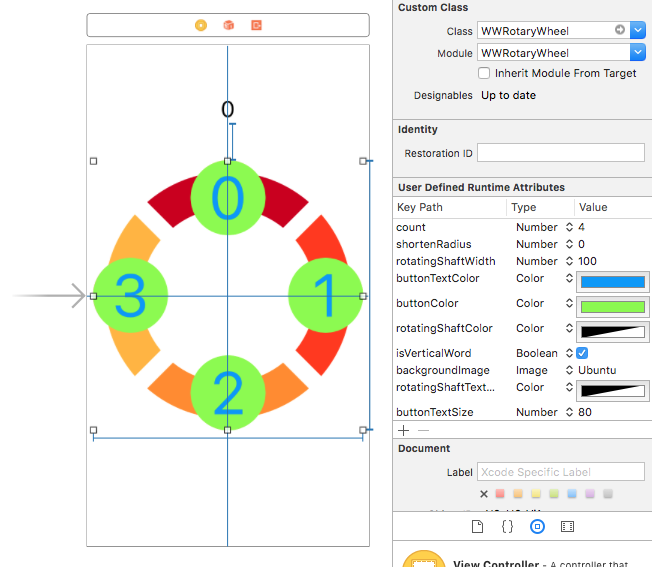 0
0
3
1
2
Custom Class
Class WWRotaryWheel
Module WWRotaryWheel
Inherit Module From Target
Designables Up to date
Identity
Restoration ID
User Defined Runtime Attributes
Key Path Type Value
count Number 4
shortenRadius Number 0
rotatingShaftWidth Number 100
buttonTextColor Color
buttonColor Color
rotatingShaftColor Color
isVerticalWord Boolean
backgroundImage Image Ubuntu
rotatingShaftText... Color
buttonTextSize Number 80
Document
Label Xcode Specific Label
View Controller - A controller that